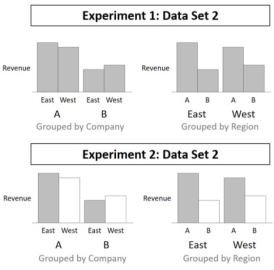 Experiment 1: Data Set 2
Revenue
Revenue
East West East West
A B A B
A B
East West
Grouped by Company
Grouped by Region
Experiment 2: Data Set 2
Revenue
Revenue
East West East West
A B A B
A B
East West
Grouped by Company
Grouped by Region